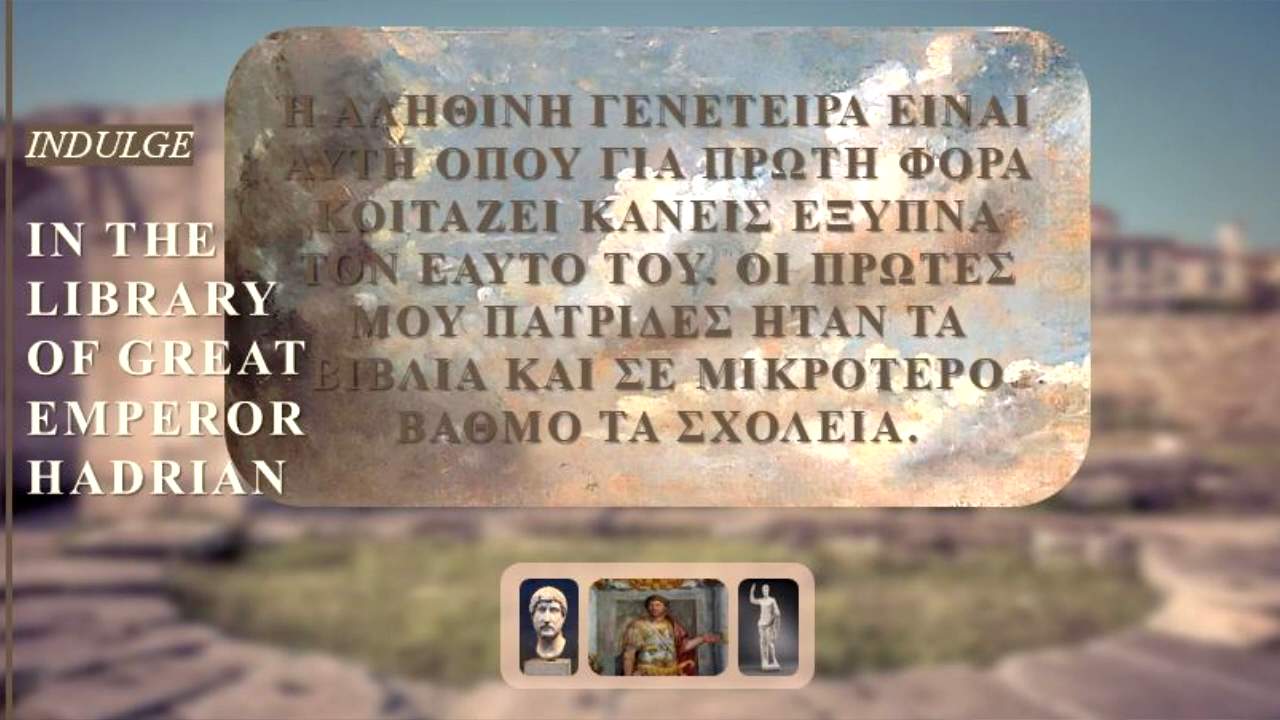 INDULGE
IN THE
LIBRARY
OF GREAT
EMPEROR
HADRIAN
Η ΑΛΗΘΙΝΗ ΓΕΝΕΤΕΙΡΑ ΕΙΝΑΙ
ΑΥΤΗ ΟΠΟΥ ΓΙΑ ΠΡΩΤΗ ΦΟΡΑ
ΚΟΙΤΑΖΕΙ ΚΑΝΕΙΣ ΕΞΥΠΝΑ
ΤΟΝ ΕΑΥΤΟ ΤΟΥ. ΟΙ ΠΡΩΤΕΣ
ΜΟΥ ΠΑΤΡΙΔΕΣ ΗΤΑΝ ΤΑ
ΒΙΒΛΙΑ ΚΑΙ ΣΕ ΜΙΚΡΟΤΕΡΟ
ΒΑΘΜΟ ΤΑ ΣΧΟΛΕΙΑ.